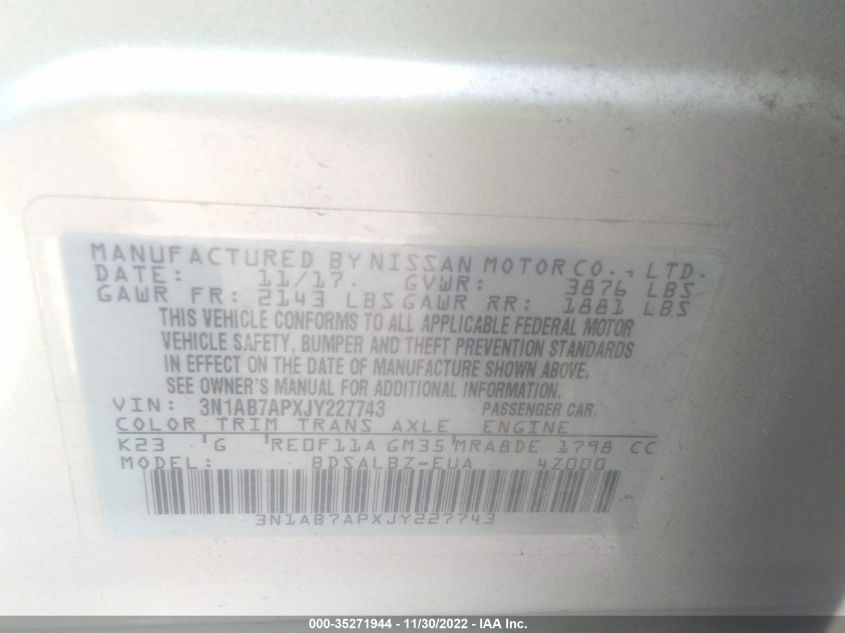 MANUFACTURED BY NISSAN MOTOR CO., LTD.
DATE: 11/17. GVWR: 3876 LBS
GAWR FR: 2143 LBS GAWR RR: 1881 LBS
THIS VEHICLE CONFORMS TO ALL APPLICABLE FEDERAL MOTOR
VEHICLE SAFETY, BUMPER AND THEFT PREVENTION STANDARDS
IN EFFECT ON THE DATE OF MANUFACTURE SHOWN ABOVE.
SEE OWNER'S MANUAL FOR ADDITIONAL INFORMATION.
VIN: 3N1AB7APXJY227743 PASSENGER CAR.
COLOR TRIM TRANS AXLE ENGINE
K23 G RE0F11A GM35 MRA8DE 1798 CC
MODEL: BDSALBZ-EUA 4Z000
3N1AB7APXJY227743
000-35271944 - 11/30/2022 - IAA Inc.